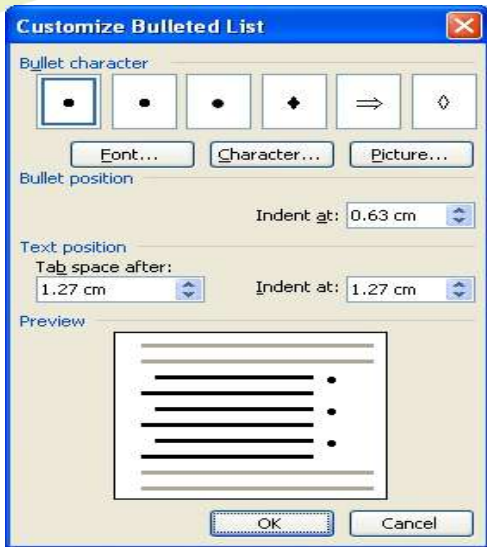 Customize Bulleted List
Bullet character
Font... Character... Picture...
Bullet position
Indent at: 0.63 cm
Text position
Tab space after:
1.27 cm Indent at: 1.27 cm
Preview
OK Cancel